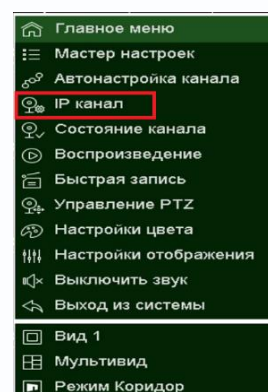 Главное меню
Мастер настроек
Автонастройка канала
IP канал
Состояние канала
Воспроизведение
Быстрая запись
Управление PTZ
Настройки цвета
Настройки отображения
Выключить звук
Выход из системы
Вид 1
Мультивид
Режим Коридор